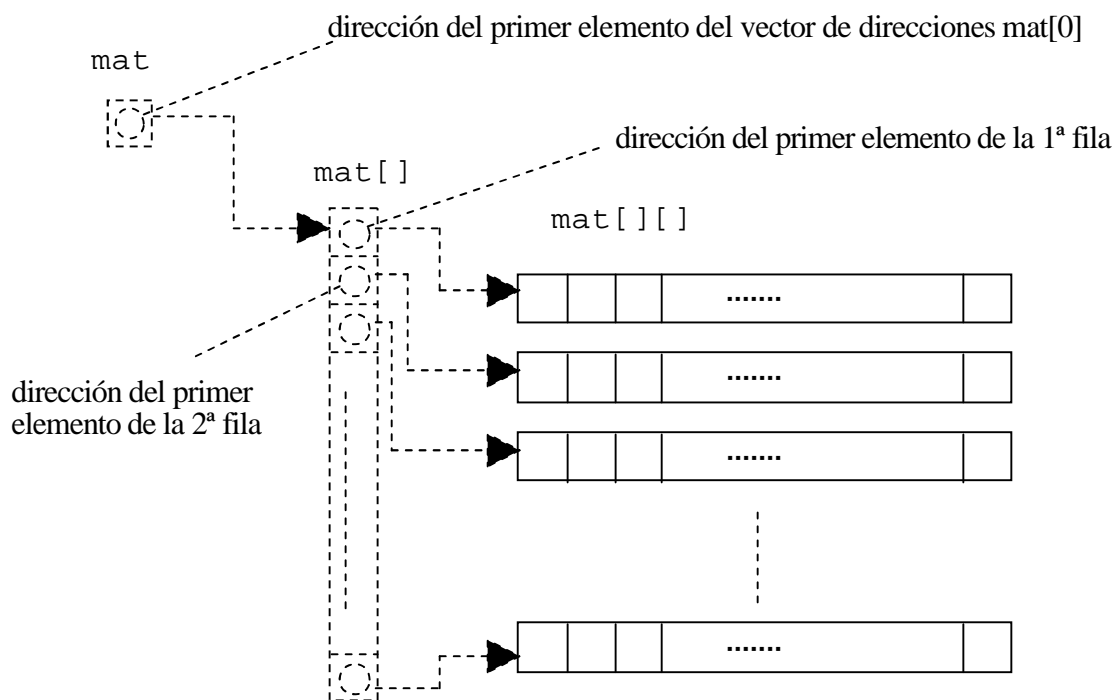 dirección del primer elemento del vector de direcciones mat[0]
mat
dirección del primer elemento de la 1ª fila
mat[]
mat[][]
.......
.......
dirección del primer
elemento de la 2ª fila
.......
.......